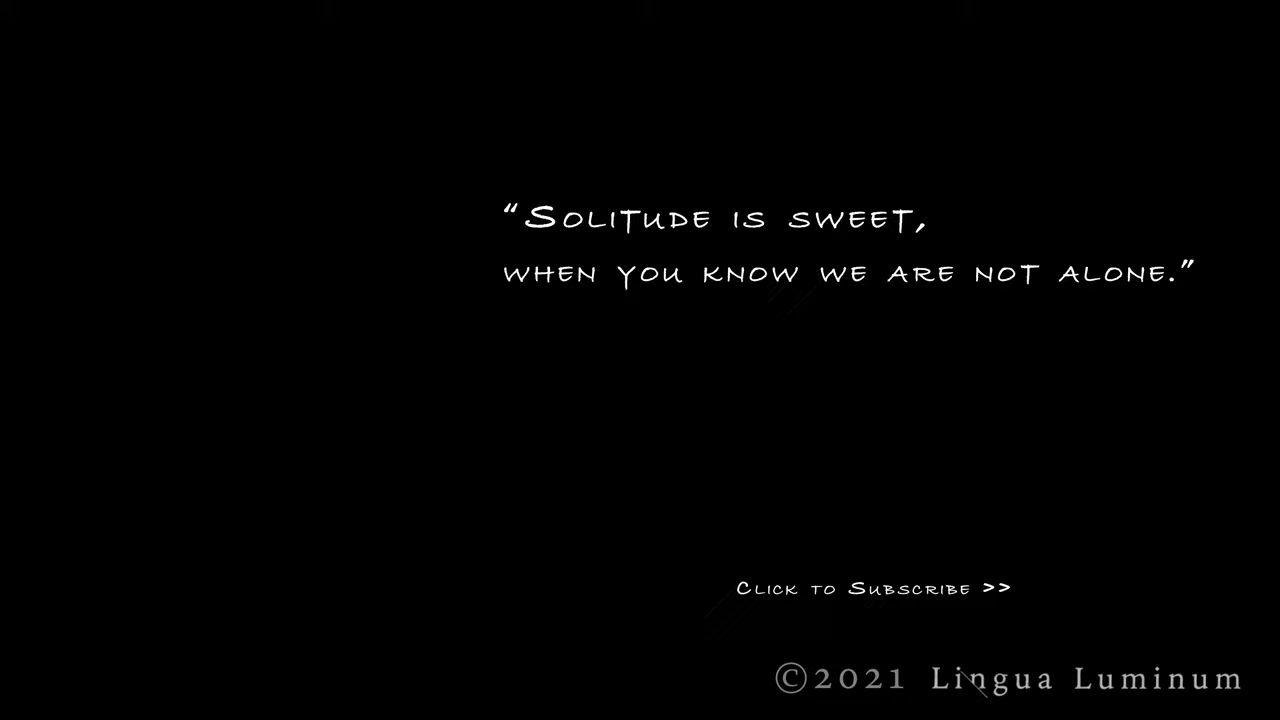 “Solitude is sweet,
when you know we are not alone.”
Click to Subscribe >>
©2021 Lingua Luminum